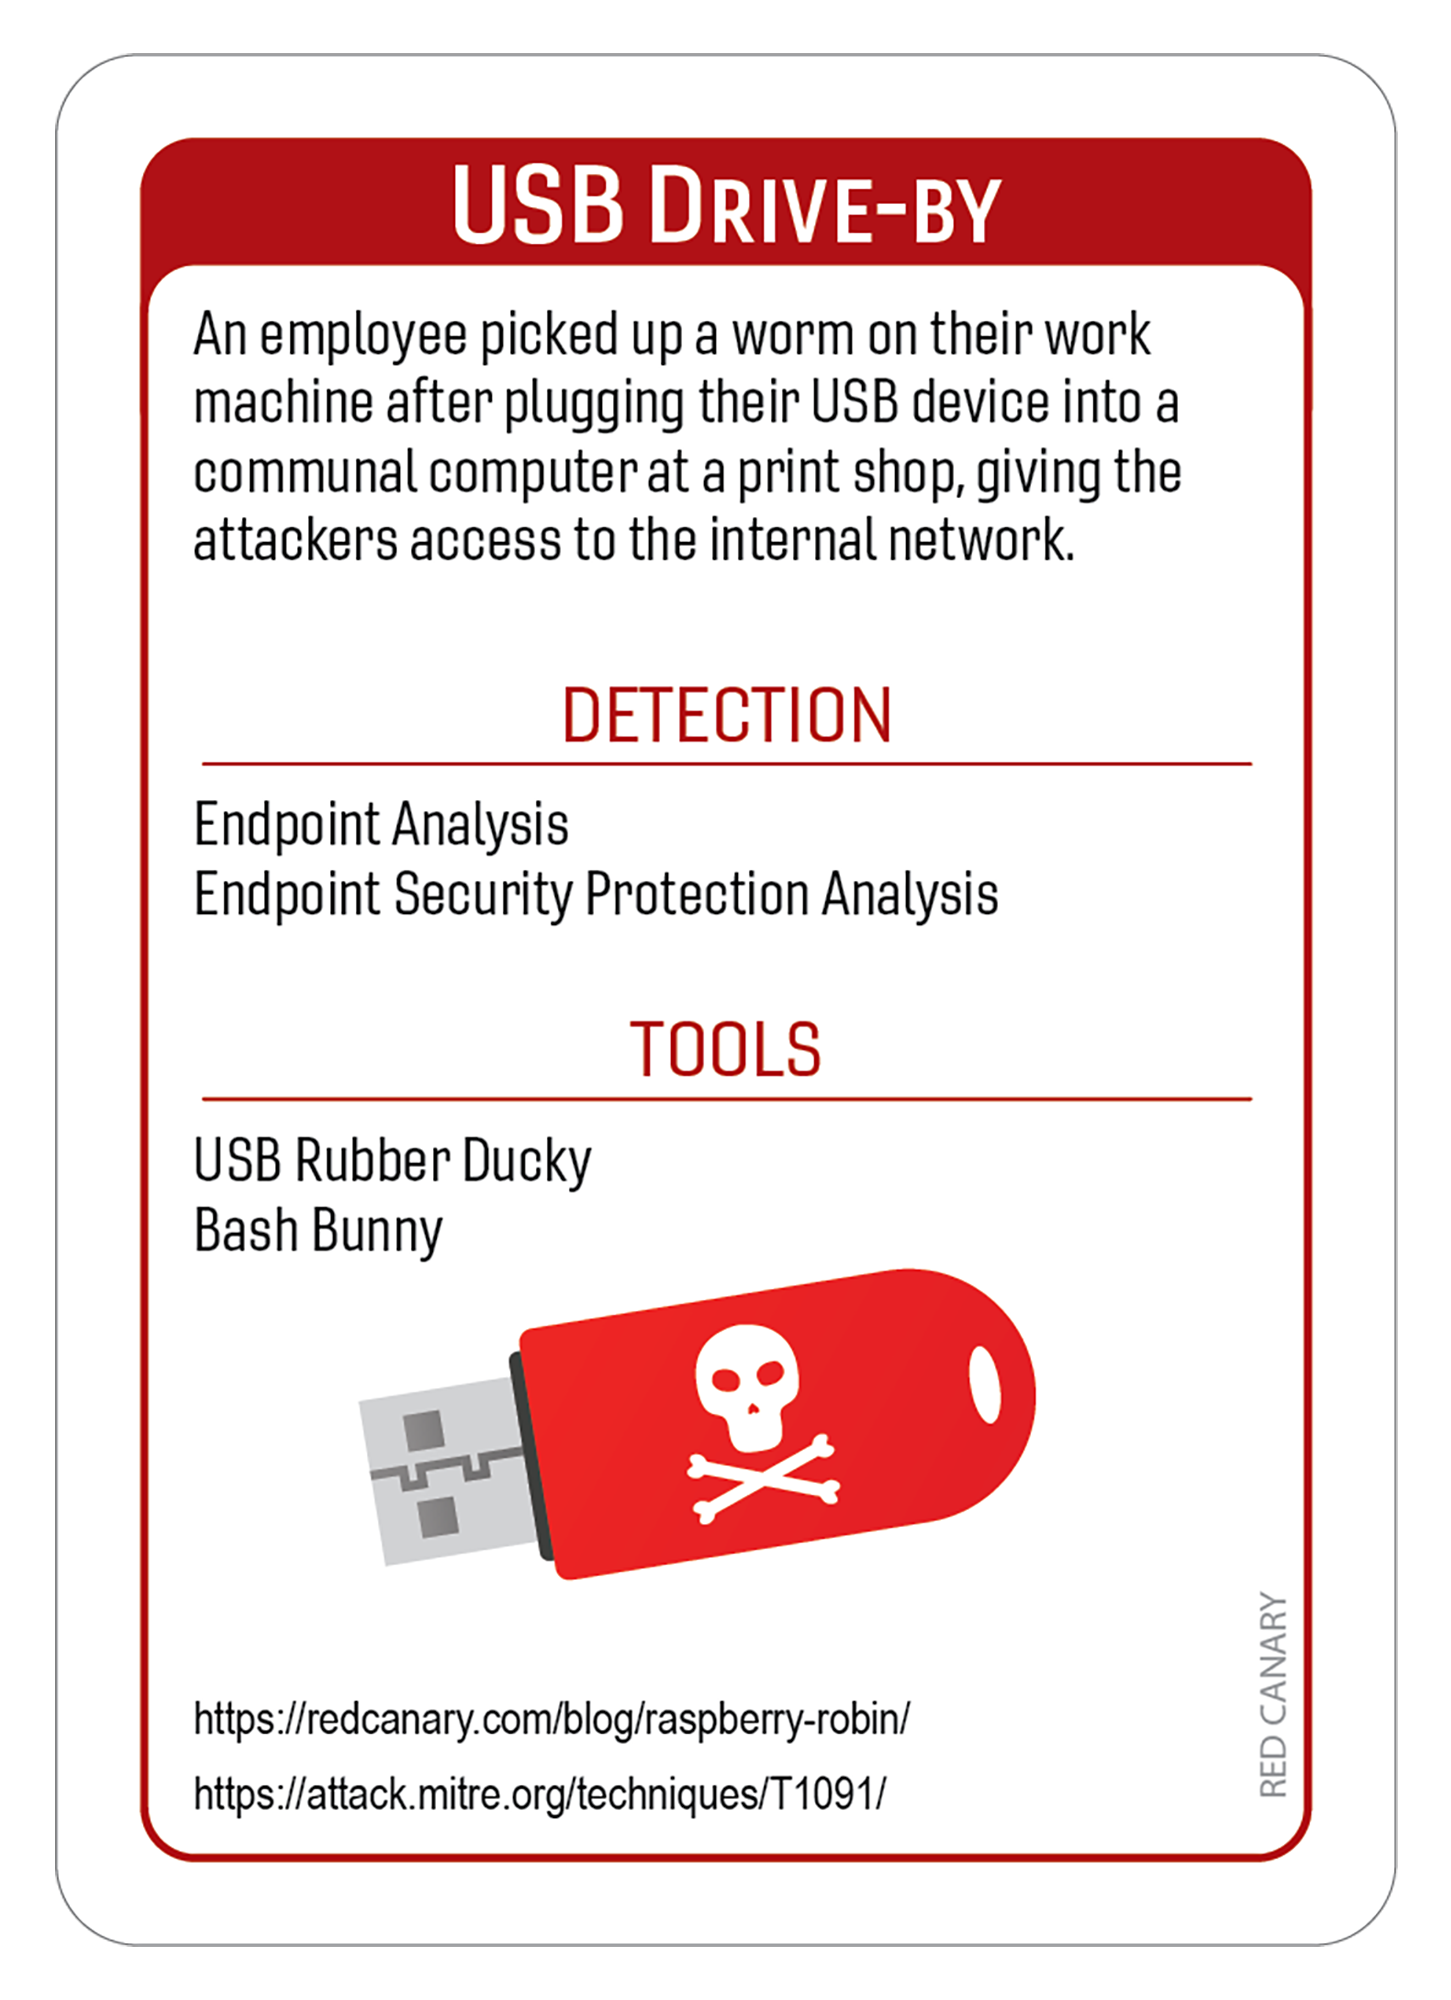 USB Drive-by
An employee picked up a worm on their work
machine after plugging their USB device into a
communal computer at a print shop, giving the
attackers access to the internal network.
DETECTION
Endpoint Analysis
Endpoint Security Protection Analysis
TOOLS
USB Rubber Ducky
Bash Bunny
https://redcanary.com/blog/raspberry-robin/
https://attack.mitre.org/techniques/T1091/
RED CANARY